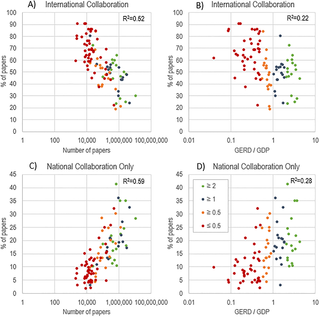 A) International Collaboration
R²=0.62
% of papers
100
90
80
70
60
50
40
30
20
10
0
1 100 10,000 1,000,000 100,000,000
Number of papers
B) International Collaboration
R²=0.22
% of papers
100
90
80
70
60
50
40
30
20
10
0
0.01 0.1 1 10
GERD / GDP
C) National Collaboration Only
R²=0.59
% of papers
45
40
35
30
25
20
15
10
5
0
1 100 10,000 1,000,000 100,000,000
Number of papers
D) National Collaboration Only
R²=0.28
% of papers
45
40
35
30
25
20
15
10
5
0
≥ 2
≥ 1
≥ 0.5
≤ 0.5
0.01 0.1 1 10
GERD / GDP